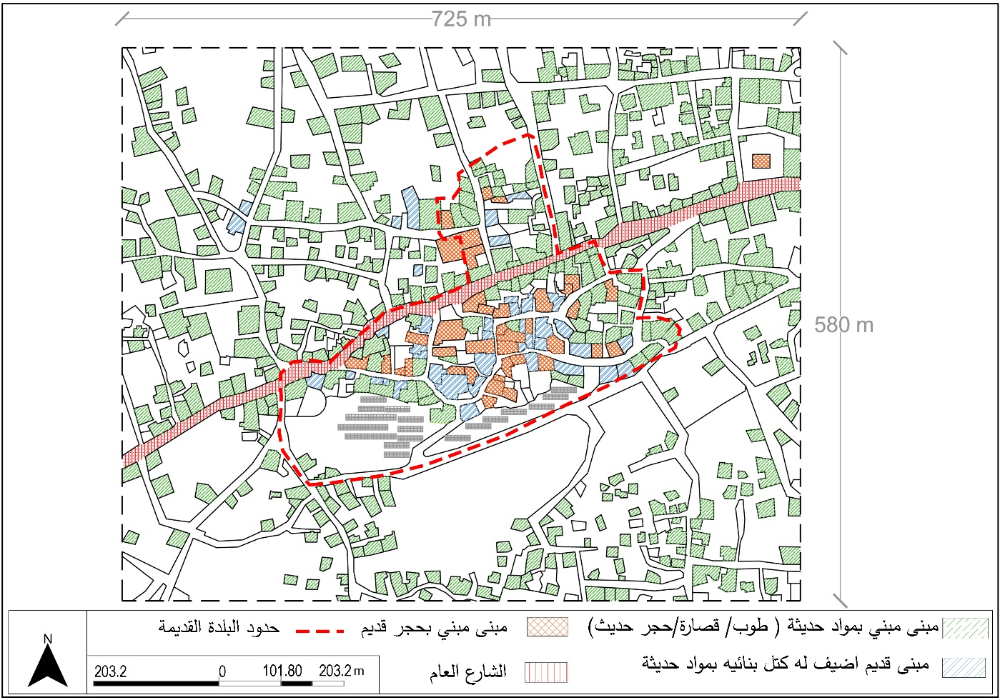 725 m
580 m
مبنى مبني بمواد حديثة ( طوب/ قصارة/حجر حديث)
مبنى مبني بحجر قديم
حدود البلدة القديمة
مبنى قديم اضيف له كتل بنائيه بمواد حديثة
الشارع العام
N
203.2 0 101.80 203.2 m